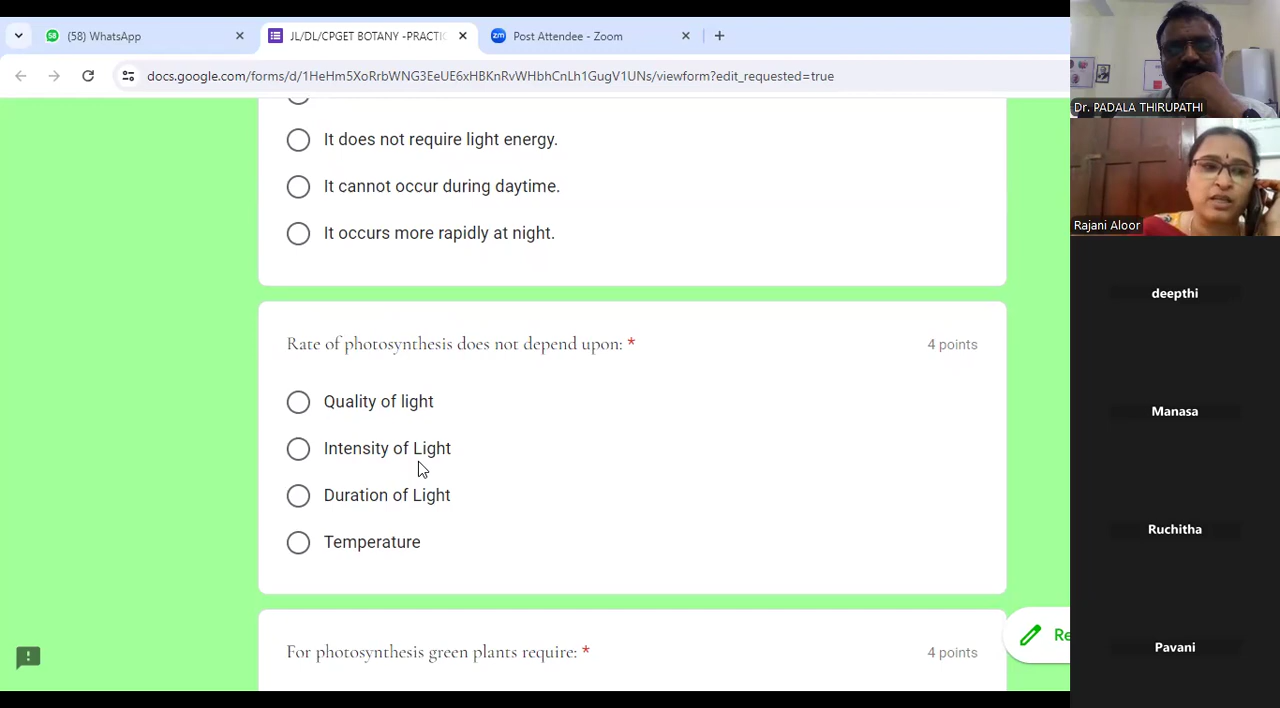 (58) WhatsApp
JL/DL/CPGET BOTANY -PRACTIC
Post Attendee - Zoom
docs.google.com/forms/d/1HeHm5XoKoWNG3EeUE6xHBKnRvWHbhCnLh1GugV1UNs/viewform?edit_requested=true
It does not require light energy.
It cannot occur during daytime.
It occurs more rapidly at night.
Rate of photosynthesis does not depend upon: *
4 points
Quality of light
Intensity of Light
Duration of Light
Temperature
For photosynthesis green plants require: *
4 points
Re
Dr. PADALA THIRUPATHI
Rajani Aloor
deepthi
Manasa
Ruchitha
Pavani